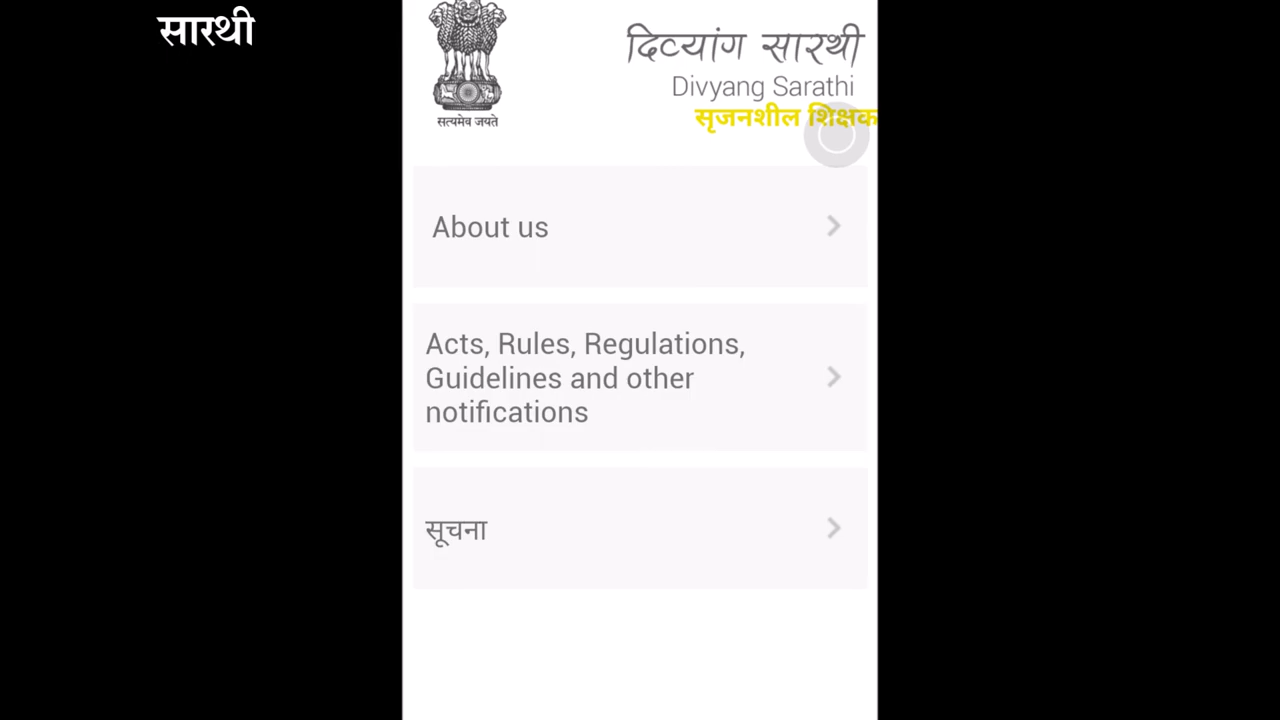 सारथी
दिव्यांग सारथी
Divyang Sarathi
सृजनशील शिक्षक
सत्यमेव जयते
About us
Acts, Rules, Regulations,
Guidelines and other
notifications
सूचना